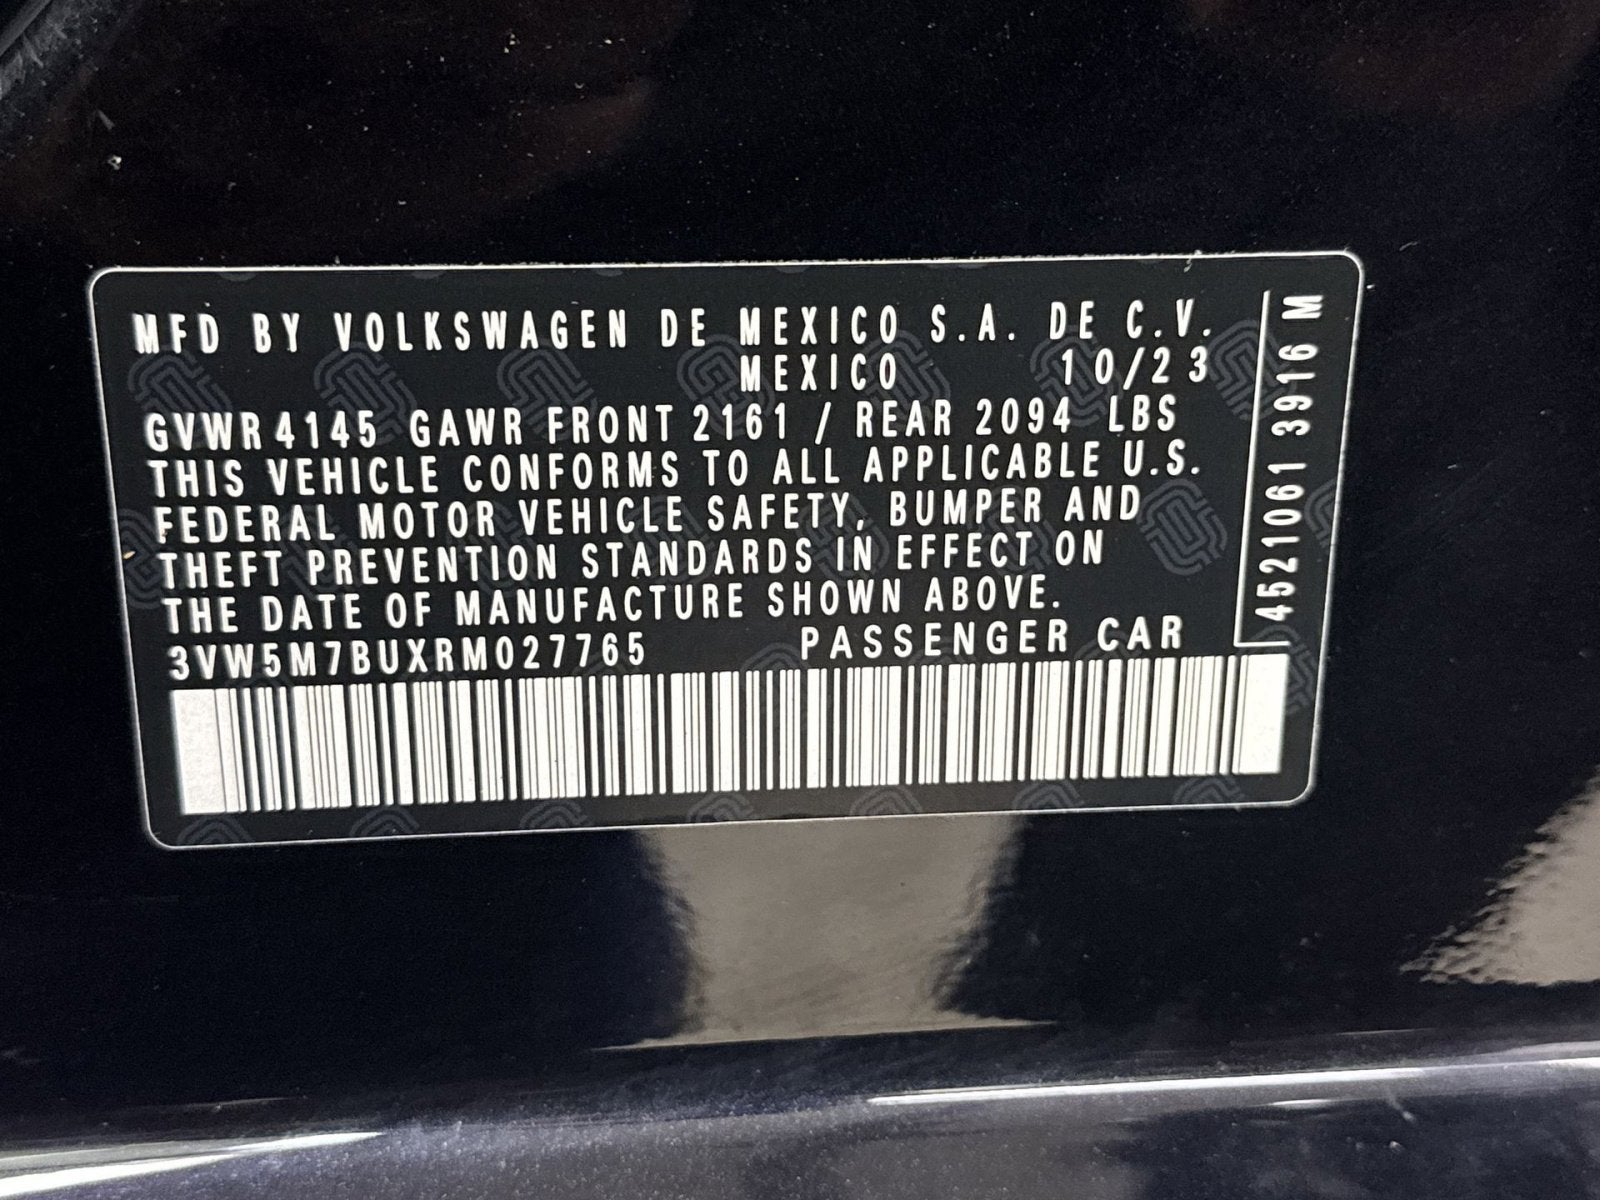 MFD BY VOLKSWAGEN DE MEXICO S.A. DE C.V.
MEXICO 10/23
GVWR 4145 GAWR FRONT 2161 / REAR 2094 LBS
THIS VEHICLE CONFORMS TO ALL APPLICABLE U.S.
FEDERAL MOTOR VEHICLE SAFETY, BUMPER AND
THEFT PREVENTION STANDARDS IN EFFECT ON
THE DATE OF MANUFACTURE SHOWN ABOVE.
3VW5M7BUXRM027765 PASSENGER CAR
4521061 3916 M